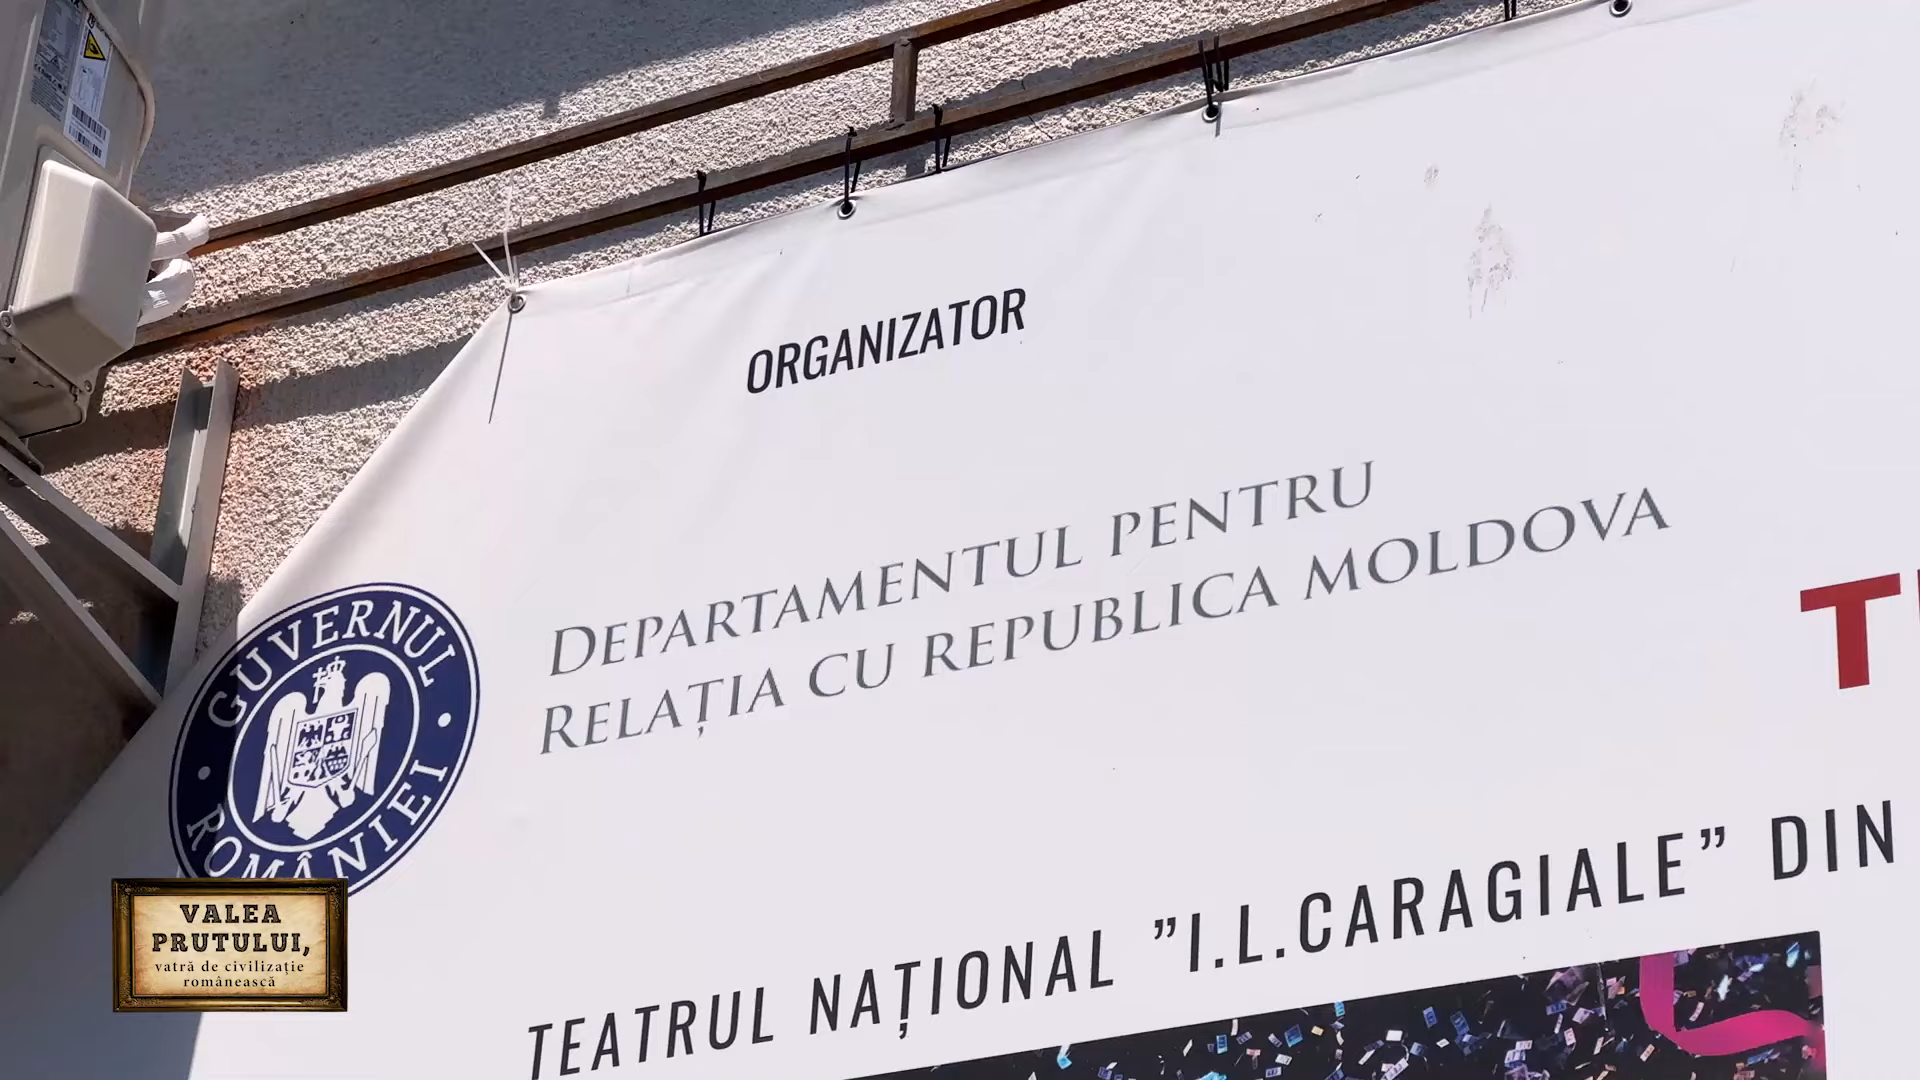 ORGANIZATOR
DEPARTAMENTUL PENTRU
RELAȚIA CU REPUBLICA MOLDOVA
GUVERNUL
ROMÂNIEI
TEATRUL NAȚIONAL ”I.L.CARAGIALE” DIN
VALEA
PRUTULUI,
vatră de civilizație
românească